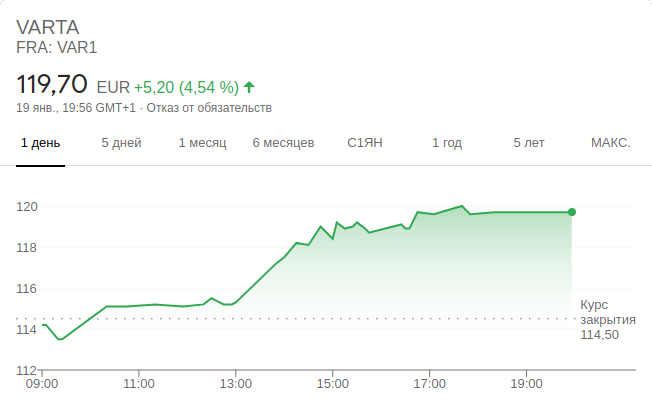 VARTA
FRA: VAR1
119,70 EUR +5,20 (4,54 %)
19 янв., 19:56 GMT+1 · Отказ от обязательств
1 день 5 дней 1 месяц 6 месяцев С1ЯН 1 год 5 лет МАКС.
120
118
116
114
112
Курс
закрытия
114,50
09:00 11:00 13:00 15:00 17:00 19:00